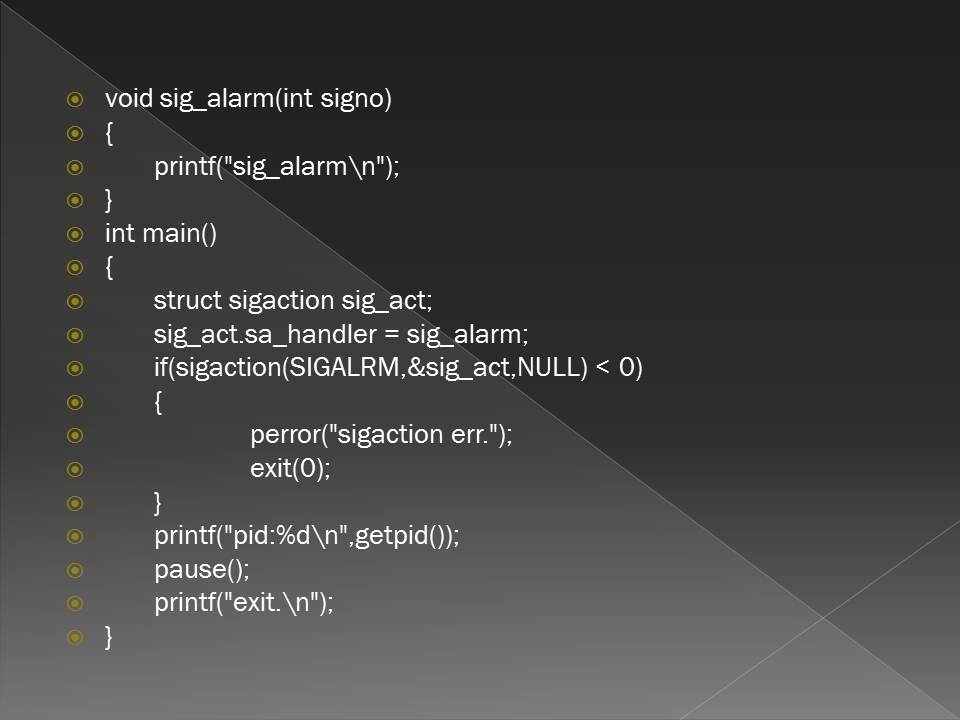 void sig_alarm(int signo)
{
printf("sig_alarm\n");
}
int main()
{
struct sigaction sig_act;
sig_act.sa_handler = sig_alarm;
if(sigaction(SIGALRM,&sig_act,NULL) < 0)
{
perror("sigaction err.");
exit(0);
}
printf("pid:%d\n",getpid());
pause();
printf("exit.\n");
}